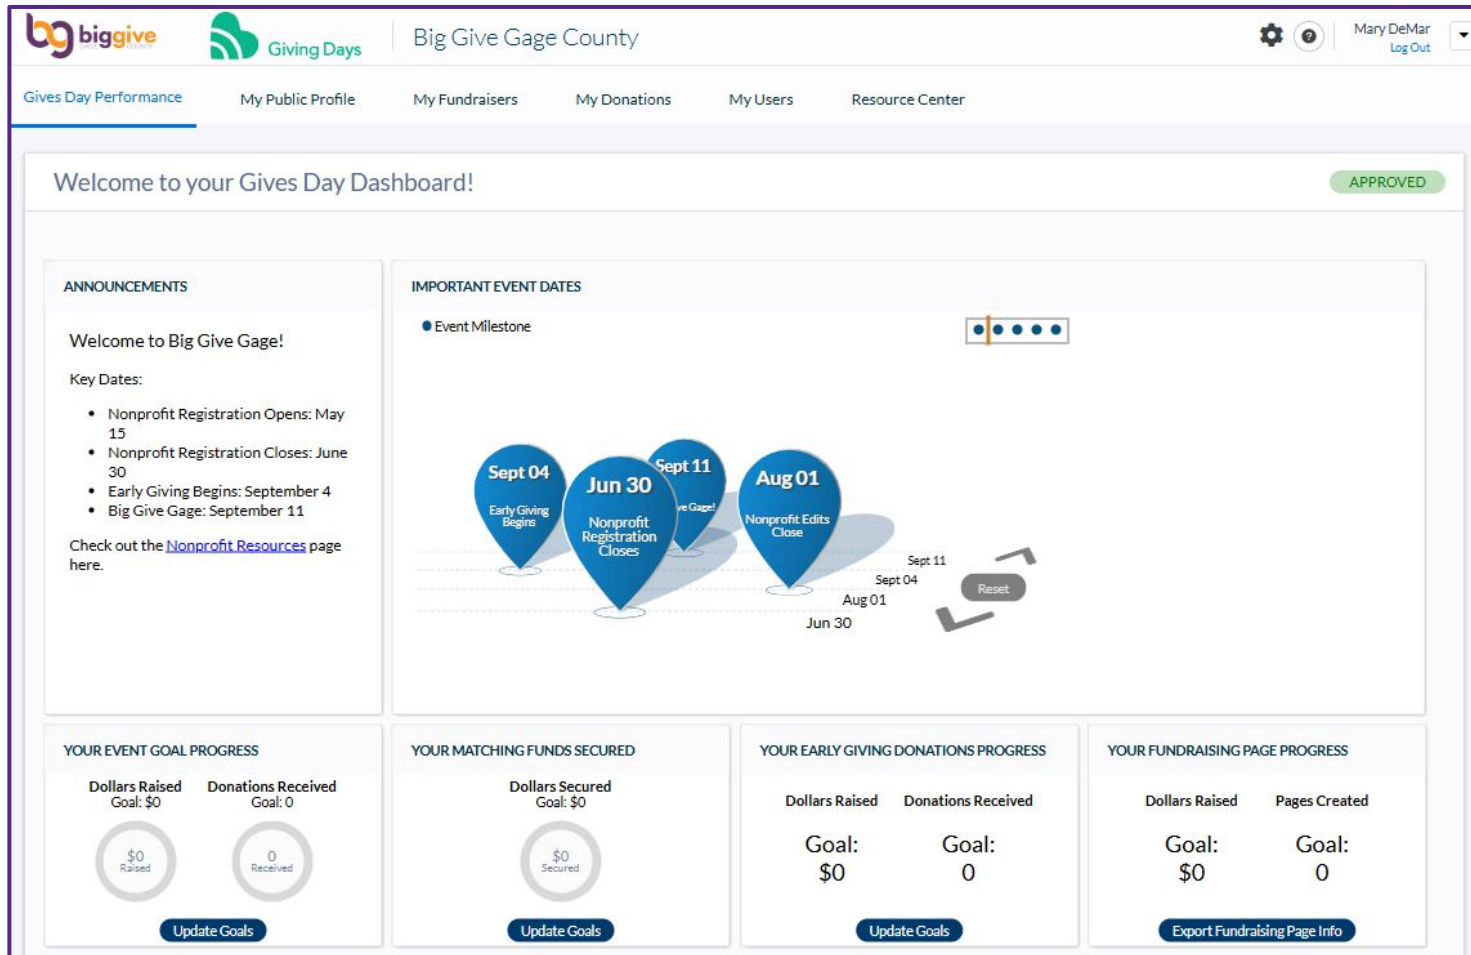 biggive
GAGE COUNTY
Giving Days
Big Give Gage County
Mary DeMar
Log Out
Gives Day Performance
My Public Profile
My Fundraisers
My Donations
My Users
Resource Center
Welcome to your Gives Day Dashboard!
APPROVED
ANNOUNCEMENTS
Welcome to Big Give Gage!
Key Dates:
• Nonprofit Registration Opens: May
15
• Nonprofit Registration Closes: June
30
• Early Giving Begins: September 4
• Big Give Gage: September 11
Check out the Nonprofit Resources page
here.
IMPORTANT EVENT DATES
Event Milestone
Sept 04
Early Giving
Begins
Jun 30
Nonprofit
Registration
Closes
Sept 11
ve Gage!
Aug 01
Nonprofit Edits
Close
Sept 11
Sept 04
Aug 01
Jun 30
Reset
YOUR EVENT GOAL PROGRESS
Dollars Raised
Goal: $0
$0
Raised
Donations Received
Goal: 0
0
Received
Update Goals
YOUR MATCHING FUNDS SECURED
Dollars Secured
Goal: $0
$0
Secured
Update Goals
YOUR EARLY GIVING DONATIONS PROGRESS
Dollars Raised
Goal:
$0
Donations Received
Goal:
0
Update Goals
YOUR FUNDRAISING PAGE PROGRESS
Dollars Raised
Goal:
$0
Pages Created
Goal:
0
Export Fundraising Page Info